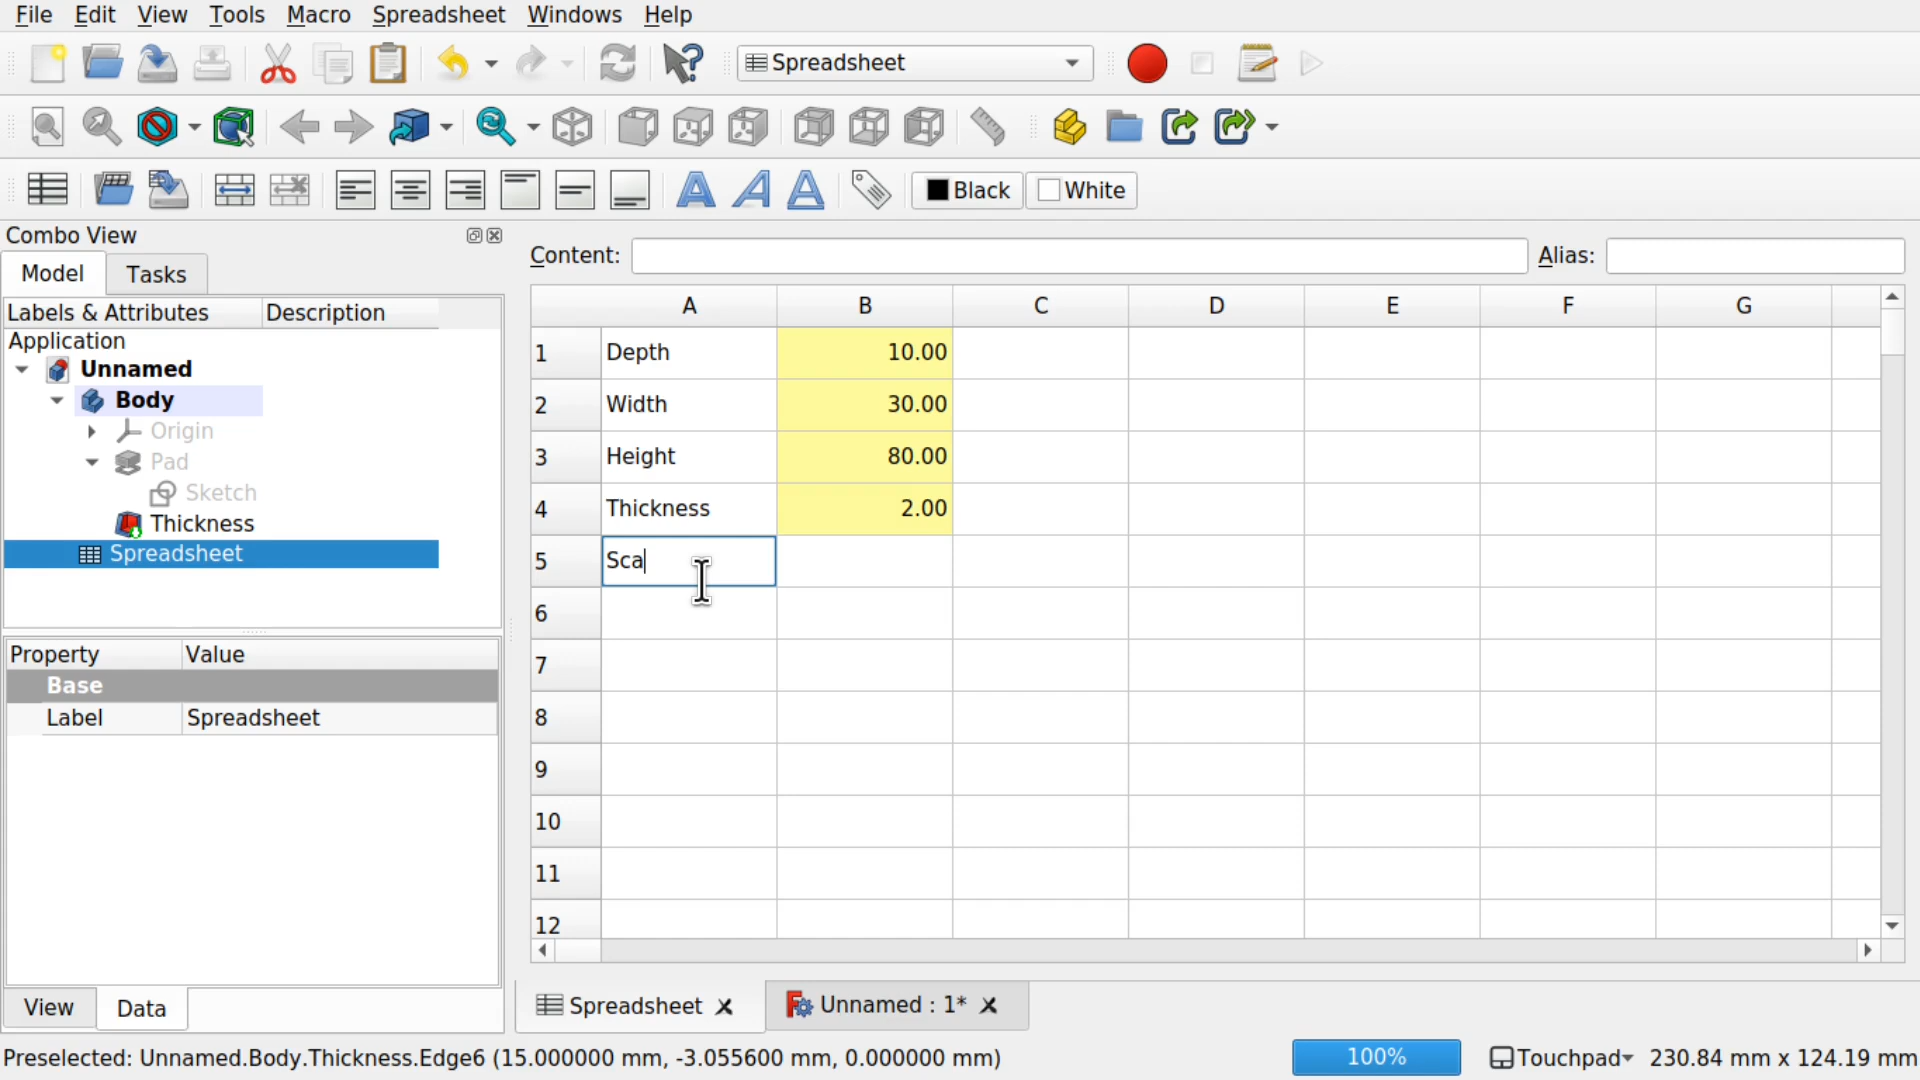 File Edit View Tools Macro Spreadsheet Windows Help
Spreadsheet
Black White
Combo View
Model Tasks
Labels & Attributes Description
Application
Unnamed
Body
Origin
Pad
Sketch
Thickness
Spreadsheet
Property Value
Base
Label Spreadsheet
View Data
Content: Alias:
A B C D E F G
1 Depth 10.00
2 Width 30.00
3 Height 80.00
4 Thickness 2.00
5 Sca
6
7
8
9
10
11
12
Spreadsheet Unnamed : 1*
Preselected: Unnamed.Body.Thickness.Edge6 (15.000000 mm, -3.055600 mm, 0.000000 mm) 100% Touchpad 230.84 mm x 124.19 mm